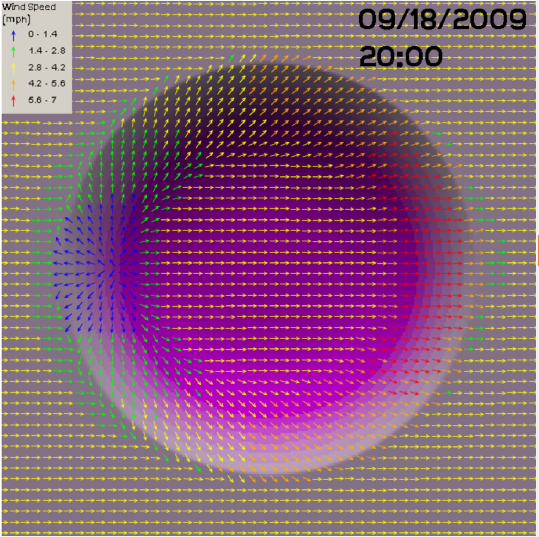 Wind Speed
(mph)
0 - 1.4
1.4 - 2.8
2.8 - 4.2
4.2 - 5.6
5.6 - 7
09/18/2009
20:00